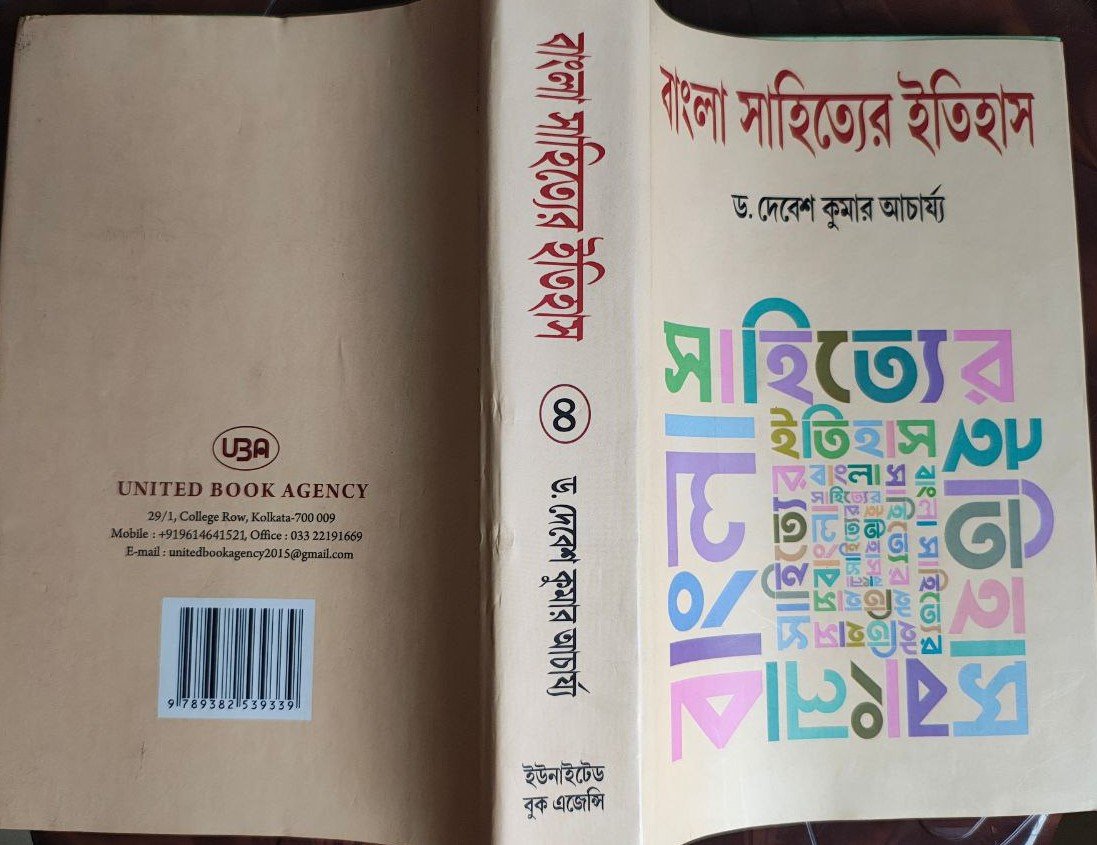 বাংলা সাহিত্যের ইতিহাস
ড. দেবেশ কুমার আচার্য্য
সাহিত্যের
বাংলা
ইতিহাস
ইতিহাস
সাহিত্যের
বাংলা
সাহিত্যের
বাংলা সাহিত্যের
বাংলা সাহিত্যের ইতিহাস
৪
ড. দেবেশ কুমার আচার্য্য
ইউনাইটেড
বুক এজেন্সি
UBA
UNITED BOOK AGENCY
29/1, College Row, Kolkata-700 009
Mobile : +919614641521, Office : 033 22191669
E-mail : unitedbookagency2015@gmail.com
9 789382 539339